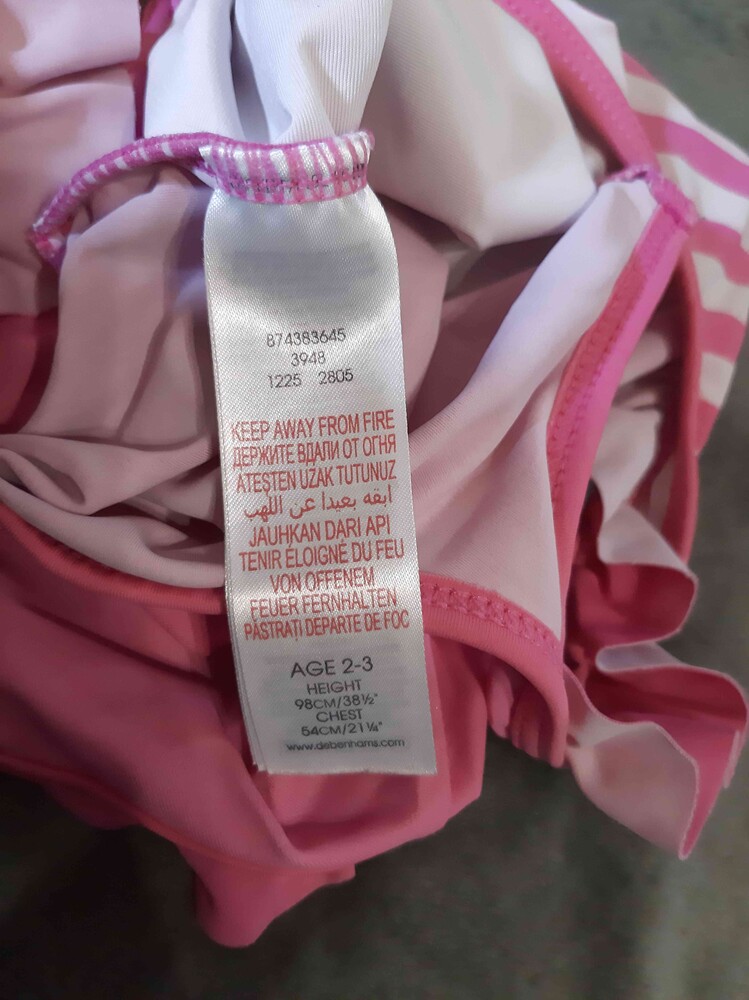 874383645
3948
1225 2805
KEEP AWAY FROM FIRE
ДЕРЖИТЕ ВДАЛИ ОТ ОГНЯ
ATEŞTEN UZAK TUTUNUZ
ابقه بعيدا عن اللهب
JAUHKAN DARI API
TENIR ÉLOIGNÉ DU FEU
VON OFFENEM
FEUER FERNHALTEN
PĂSTRAȚI DEPARTE DE FOC
AGE 2-3
HEIGHT
98CM/38½"
CHEST
54CM/21¼"
www.debenhams.com